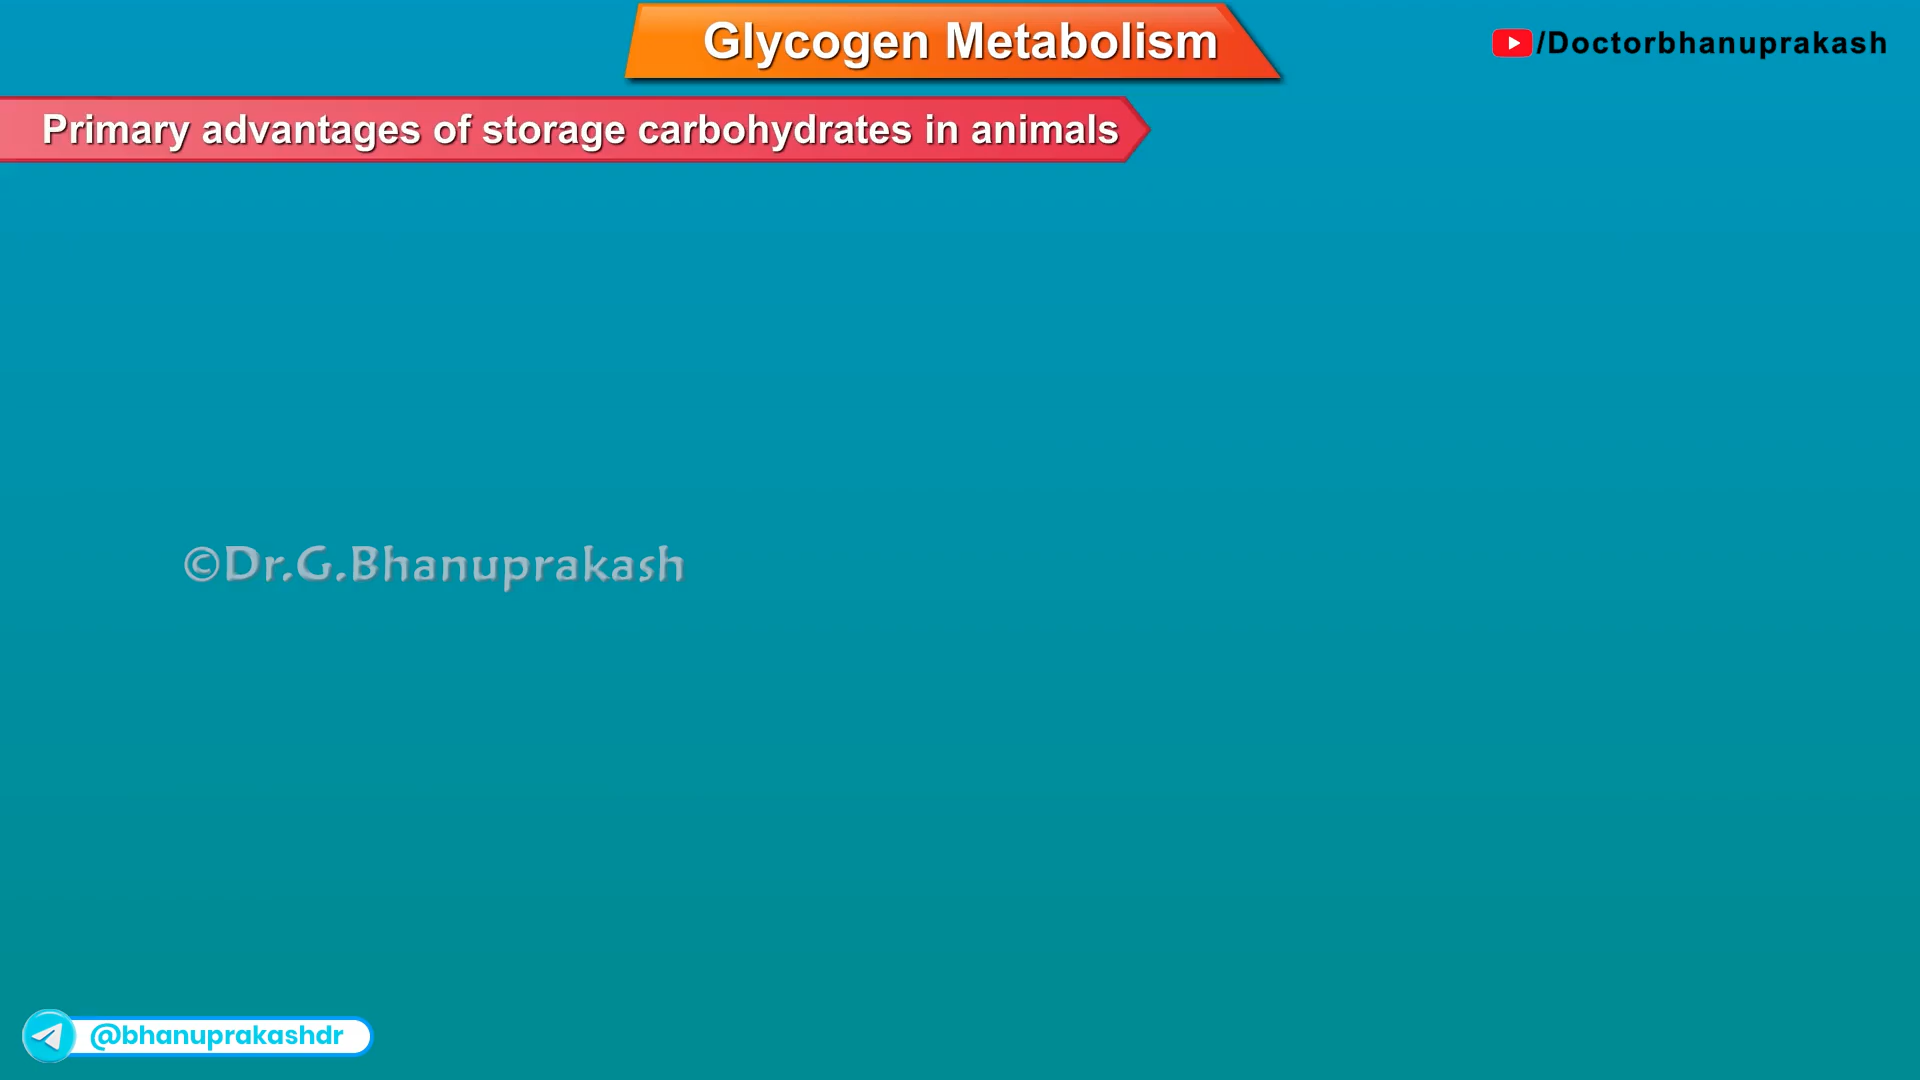 Glycogen Metabolism
/Doctorbhanuprakash
Primary advantages of storage carbohydrates in animals
©Dr.G.Bhanuprakash
@bhanuprakashdr